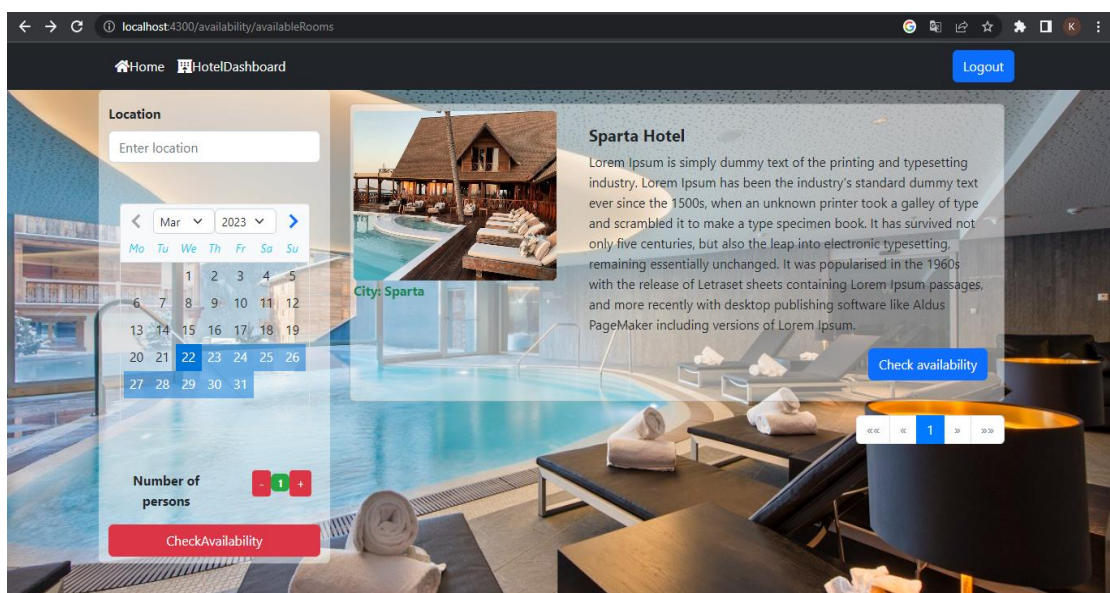 localhost:4300/availability/availableRooms
K
Home HotelDashboard
Logout
Location
Enter location
Mar 2023
Mo Tu We Th Fr Sa Su
1 2 3 4 5
6 7 8 9 10 11 12
13 14 15 16 17 18 19
20 21 22 23 24 25 26
27 28 29 30 31
Number of
persons
- 1 +
CheckAvailability
City: Sparta
Sparta Hotel
Lorem Ipsum is simply dummy text of the printing and typesetting
industry. Lorem Ipsum has been the industry's standard dummy text
ever since the 1500s, when an unknown printer took a galley of type
and scrambled it to make a type specimen book. It has survived not
only five centuries, but also the leap into electronic typesetting,
remaining essentially unchanged. It was popularised in the 1960s
with the release of Letraset sheets containing Lorem Ipsum passages,
and more recently with desktop publishing software like Aldus
PageMaker including versions of Lorem Ipsum.
Check availability
«« « 1 » »»